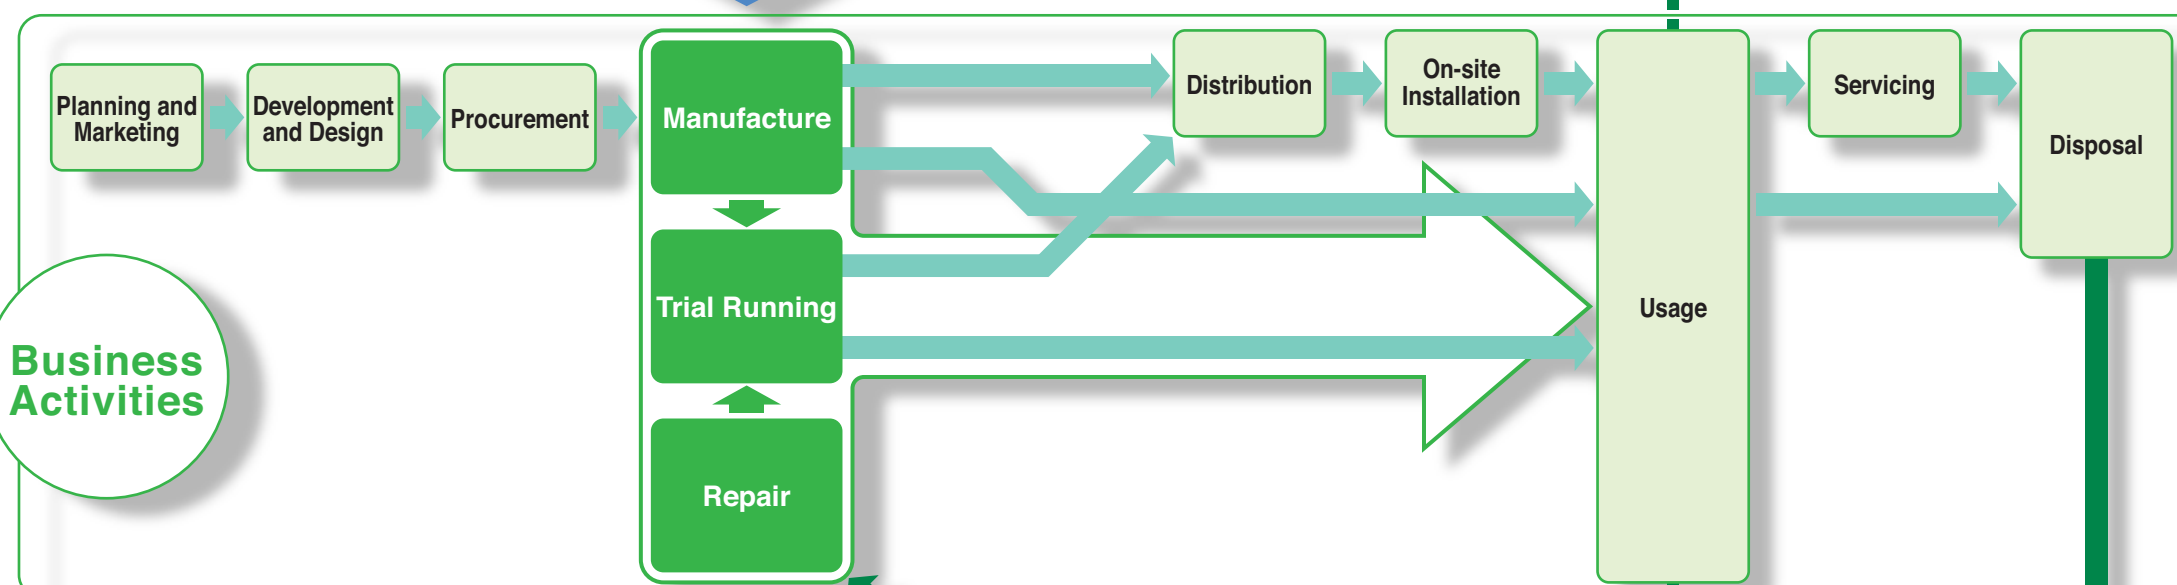 Planning and
Marketing
Development
and Design
Procurement
Manufacture
Distribution
On-site
Installation
Servicing
Disposal
Trial Running
Usage
Business
Activities
Repair